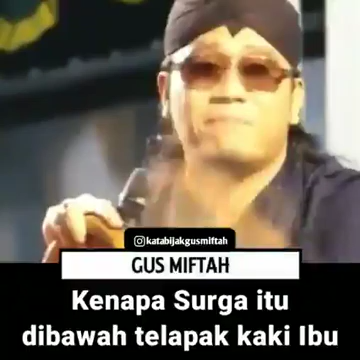 katabijakgusmiftah
GUS MIFTAH
Kenapa Surga itu
dibawah telapak kaki Ibu